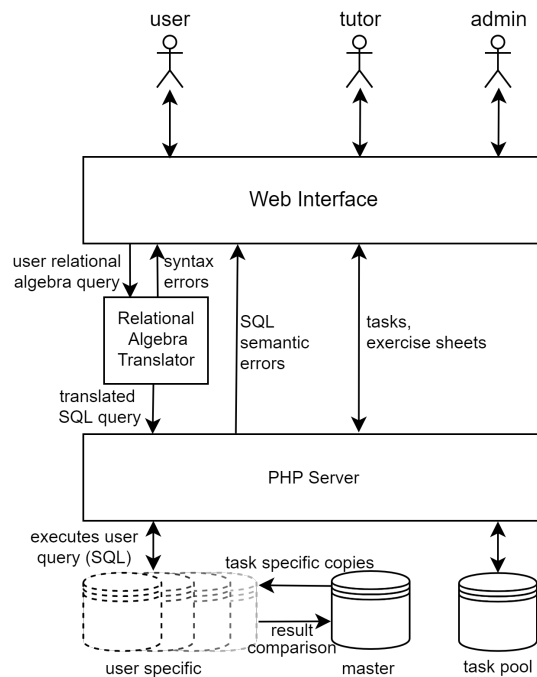 user
tutor
admin
Web Interface
user relational
algebra query
syntax
errors
Relational
Algebra
Translator
SQL
semantic
errors
tasks,
exercise sheets
translated
SQL query
PHP Server
executes user
query (SQL)
task specific copies
result
comparison
user specific
master
task pool